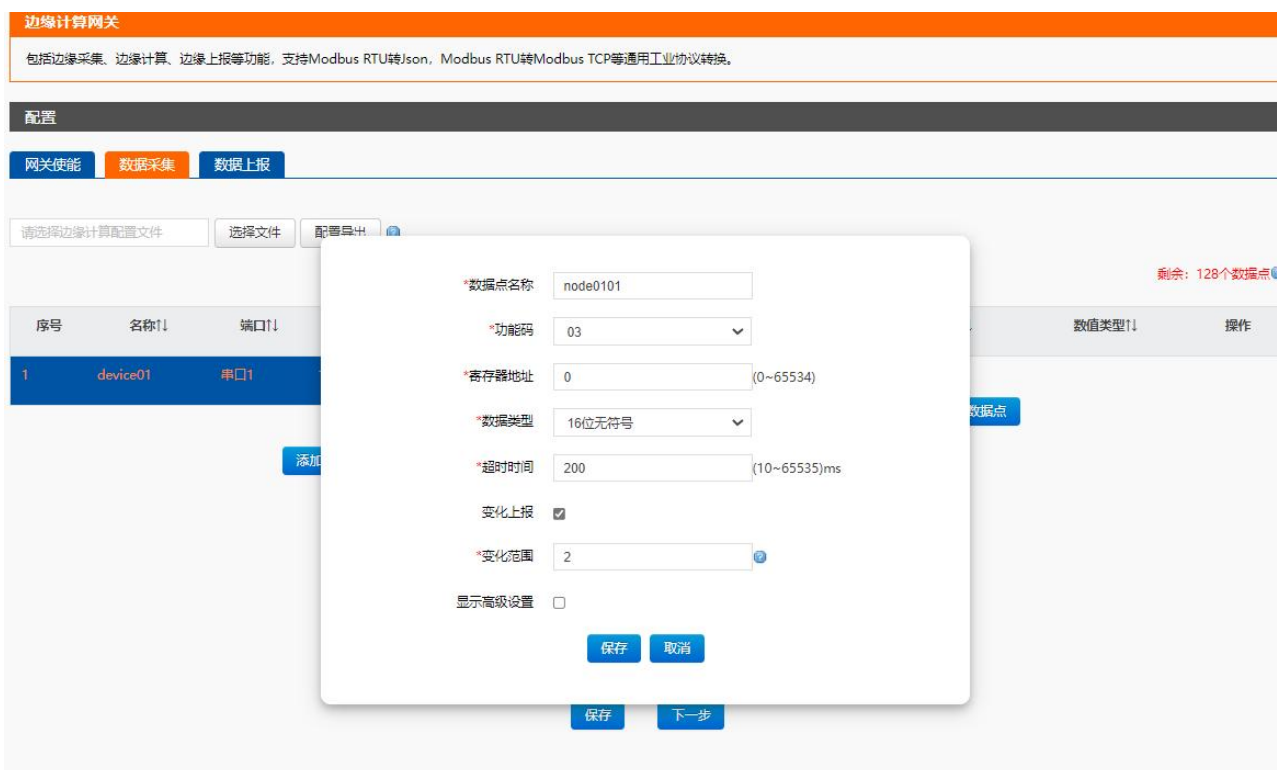 边缘计算网关
包括边缘采集、边缘计算、边缘上报等功能，支持Modbus RTU转Json，Modbus RTU转Modbus TCP等通用工业协议转换。
配置
网关使能 数据采集 数据上报
请选择边缘计算配置文件 选择文件 配置导出
剩余：128个数据点
序号 名称↑↓ 端口↑↓ 数值类型↑↓ 操作
1 device01 串口1
数据点
添加
*数据点名称 node0101
*功能码 03
*寄存器地址 0 (0~65534)
*数据类型 16位无符号
*超时时间 200 (10~65535)ms
变化上报
*变化范围 2
显示高级设置
保存 取消
保存 下一步